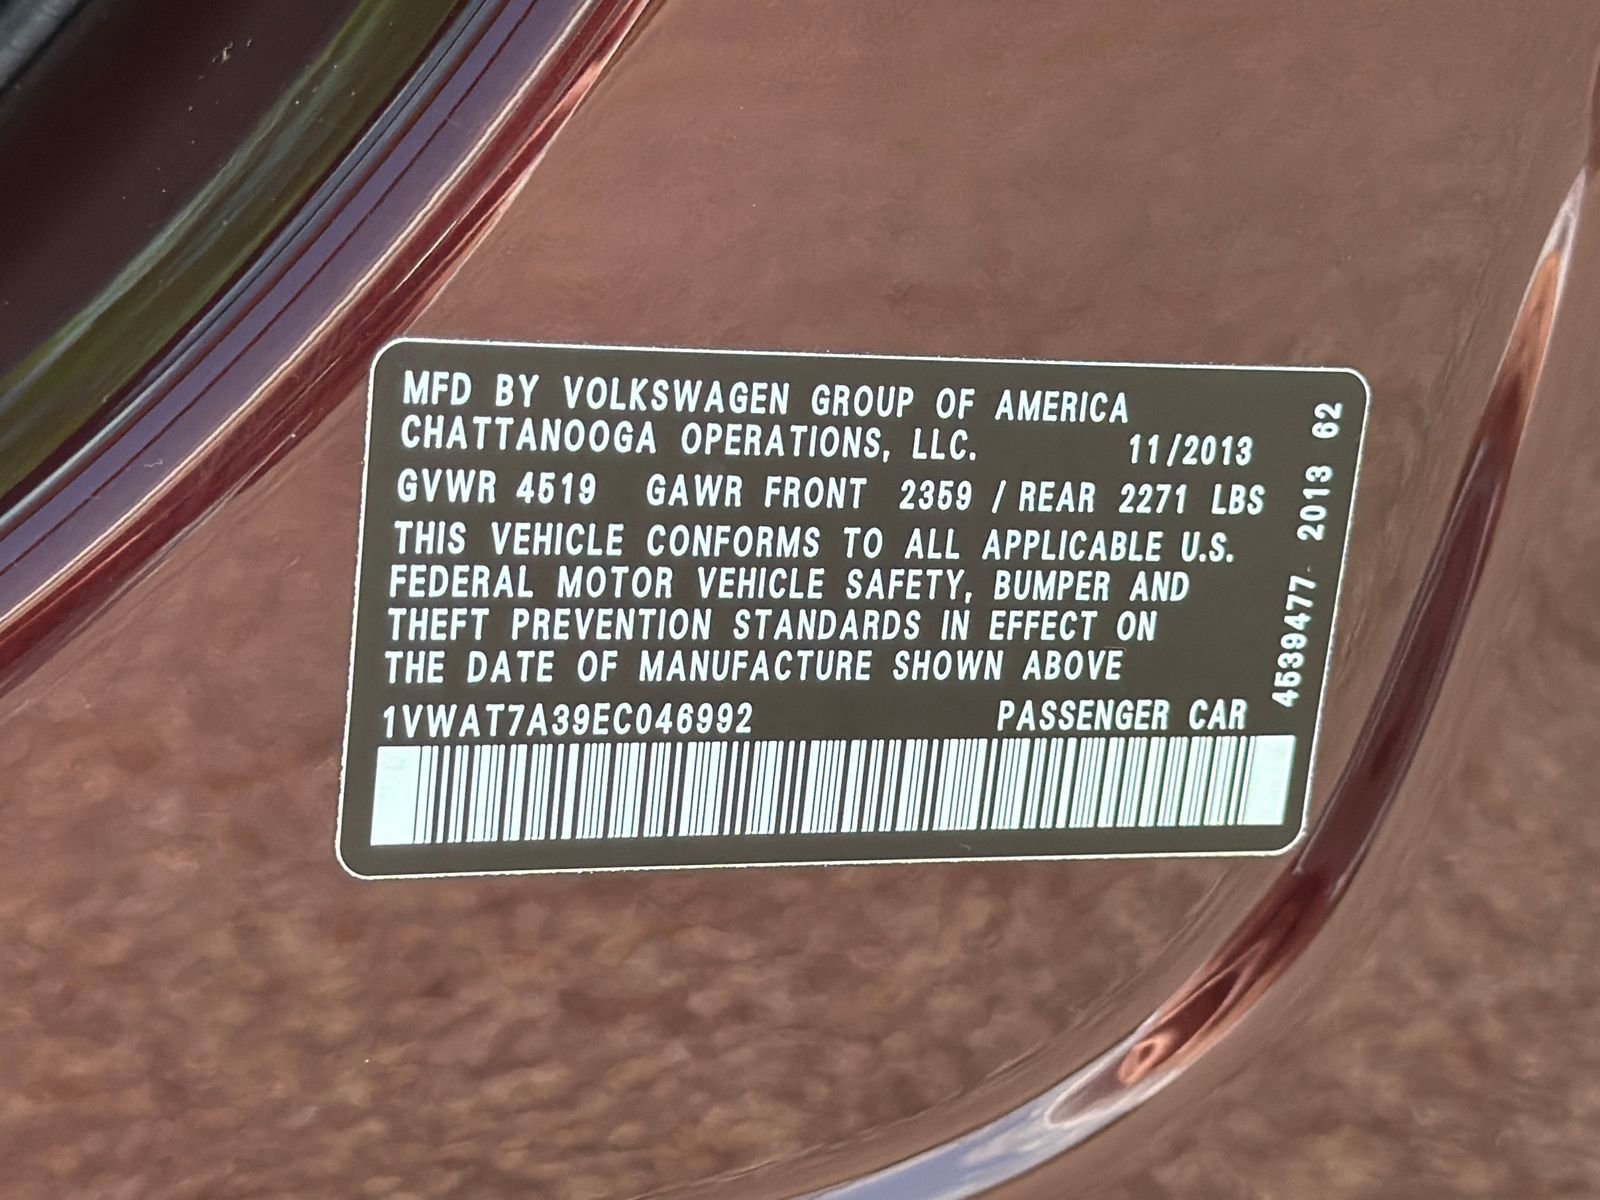 MFD BY VOLKSWAGEN GROUP OF AMERICA
CHATTANOOGA OPERATIONS, LLC. 11/2013
GVWR 4519 GAWR FRONT 2359 / REAR 2271 LBS
THIS VEHICLE CONFORMS TO ALL APPLICABLE U.S.
FEDERAL MOTOR VEHICLE SAFETY, BUMPER AND
THEFT PREVENTION STANDARDS IN EFFECT ON
THE DATE OF MANUFACTURE SHOWN ABOVE
1VWAT7A39EC046992 PASSENGER CAR
4539477 2013 62